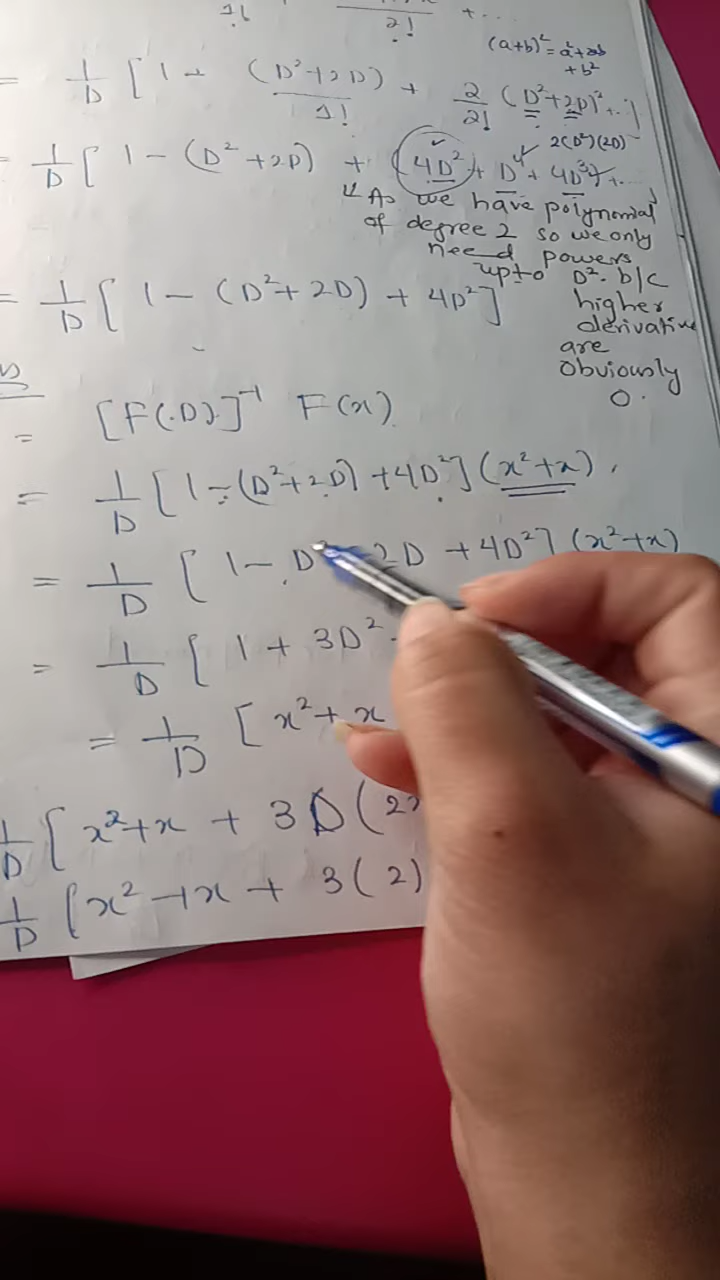 2!
+ ...
(a+b)² = a²+2ab
+ b²
= 1/D [ 1 - (D²+2D)/1! + 2/2! (D²+2D)² ... ]
= 1/D [ 1 - (D² + 2D) + (4D² + D⁴ + 4D³) + ... ]
2(D²)(2D)
As we have polynomial
of degree 2 so we only
need powers
upto D². b/c
higher
derivative
are
obviously
0.
= 1/D [ 1 - (D² + 2D) + 4D² ]
= [F(D)]⁻¹ F(x)
= 1/D [ 1 - (D² + 2D) + 4D² ] (x² + x)
= 1/D [ 1 - D² 2D + 4D² ] (x² + x)
= 1/D [ 1 + 3D²
= 1/D [ x² + x
1/D [ x² + x + 3D (2x
1/D [ x² + x + 3(2)